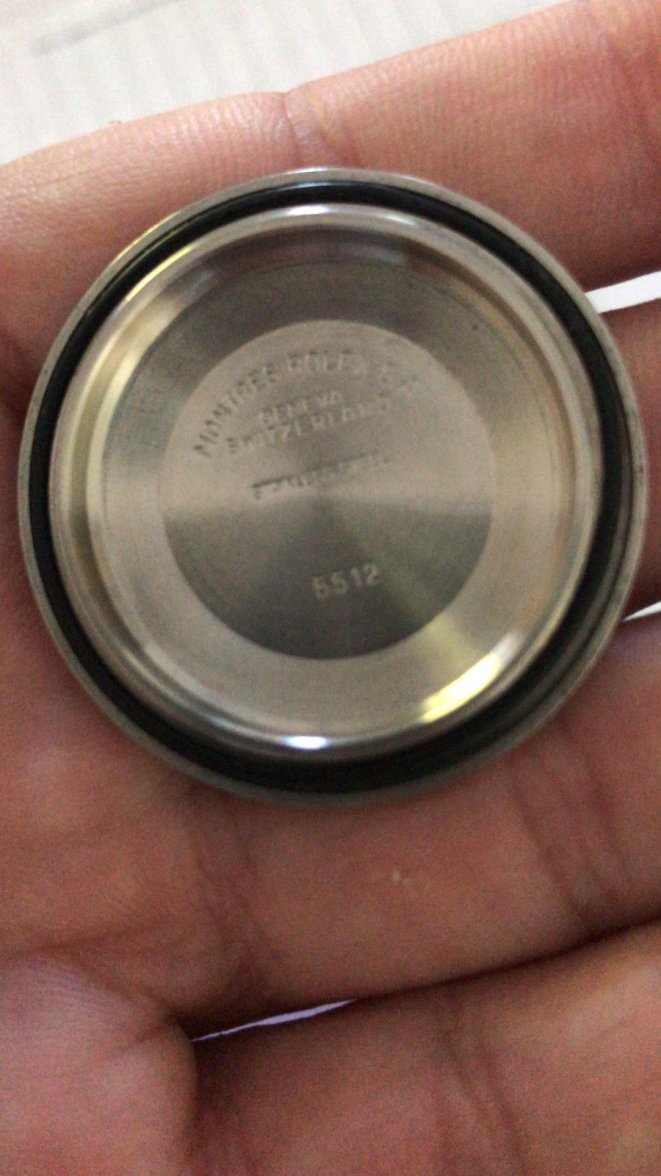 MONTRES ROLEX S.A
GENEVA
SWITZERLAND
5512